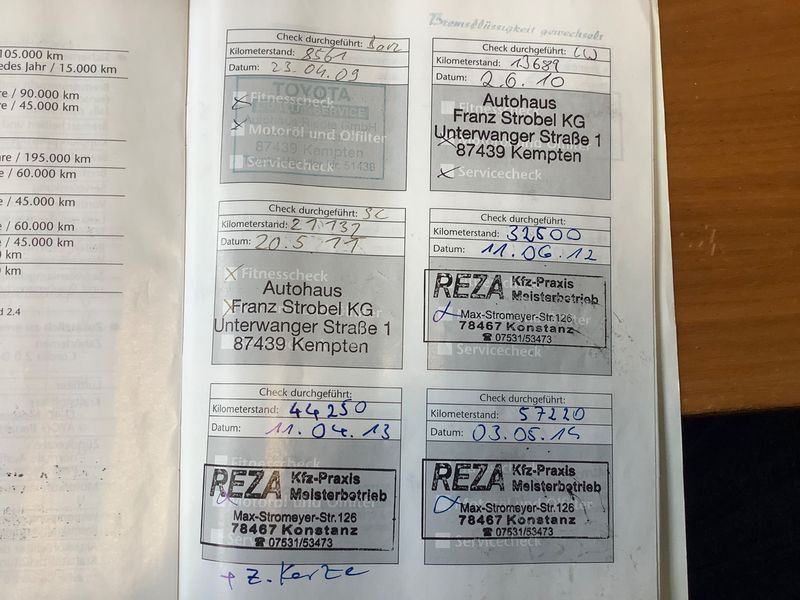 105.000 km
edes Jahr / 15.000 km
re / 90.000 km
e / 45.000 km
re / 195.000 km
e / 60.000 km
e / 45.000 km
/ 60.000 km
e / 45.000 km
0 km
0 km
d 2.4
Bremsflüssigkeit gewechselt
Check durchgeführt:
Kilometerstand: 8561
Datum: 23.04.09
TOYOTA
Fitnesscheck
Motoröl und Ölfilter
87439 Kempten
Servicecheck
Check durchgeführt:
Kilometerstand: 13689
Datum: 2.6.10
Autohaus
Franz Strobel KG
Unterwanger Straße 1
87439 Kempten
Servicecheck
Check durchgeführt: SC
Kilometerstand: 21132
Datum: 20.5.11
Fitnesscheck
Autohaus
Franz Strobel KG
Unterwanger Straße 1
87439 Kempten
Check durchgeführt:
Kilometerstand: 32500
Datum: 11.06.12
REZA Kfz-Praxis
Meisterbetrieb
Max-Stromeyer-Str.126
78467 Konstanz
☎ 07531/53473
Servicecheck
Check durchgeführt:
Kilometerstand: 44250
Datum: 11.04.13
REZA Kfz-Praxis
Meisterbetrieb
Max-Stromeyer-Str.126
78467 Konstanz
☎ 07531/53473
+ Z. Kerze
Check durchgeführt:
Kilometerstand: 57220
Datum: 03.05.14
REZA Kfz-Praxis
Meisterbetrieb
Max-Stromeyer-Str.126
78467 Konstanz
☎ 07531/53473
Servicecheck